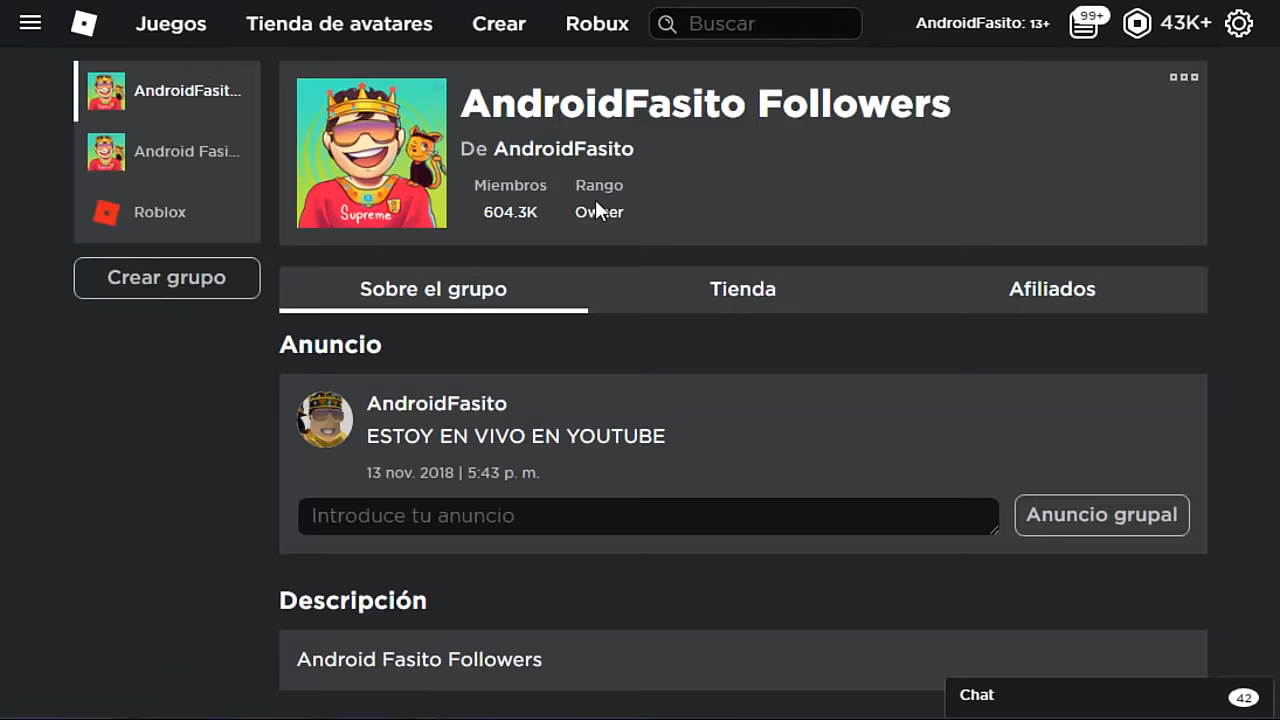 Juegos Tienda de avatares Crear Robux Buscar AndroidFasito: 13+ 99+ 43K+
AndroidFasit...
Android Fasi...
Roblox
Crear grupo
Supreme
AndroidFasito Followers
De AndroidFasito
Miembros Rango
604.3K Owner
Sobre el grupo Tienda Afiliados
Anuncio
AndroidFasito
ESTOY EN VIVO EN YOUTUBE
13 nov. 2018 | 5:43 p. m.
Introduce tu anuncio Anuncio grupal
Descripción
Android Fasito Followers
Chat 42